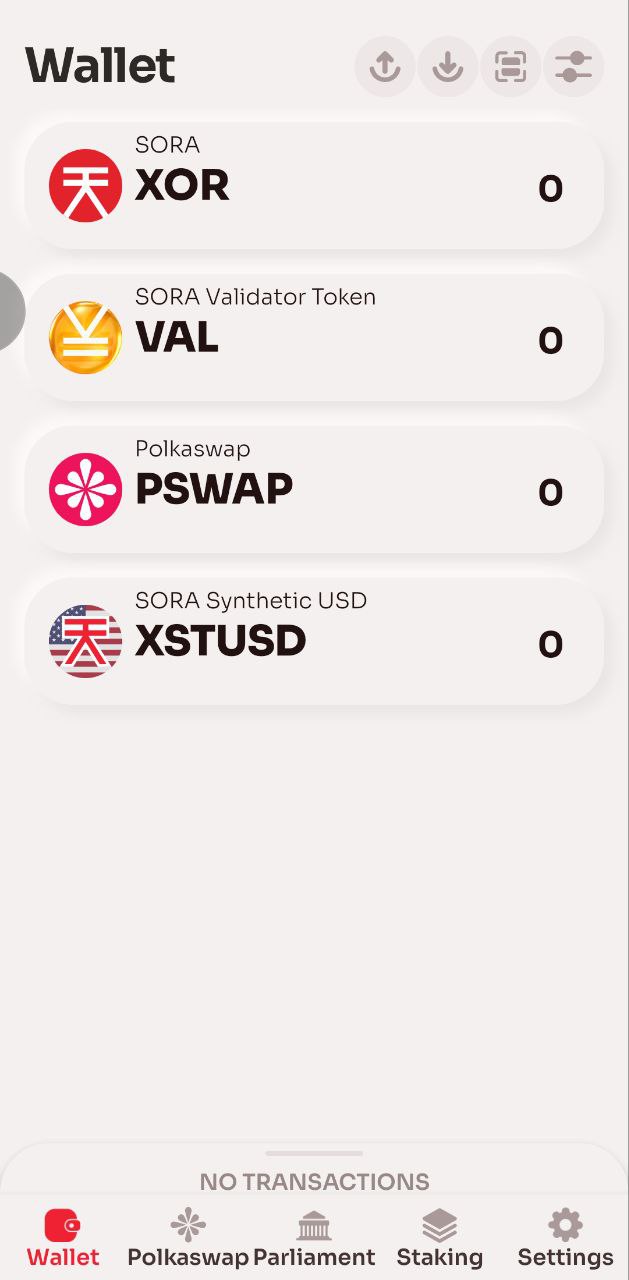 Wallet
SORA
XOR
0
SORA Validator Token
VAL
0
Polkaswap
PSWAP
0
SORA Synthetic USD
XSTUSD
0
NO TRANSACTIONS
Wallet Polkaswap Parliament Staking Settings